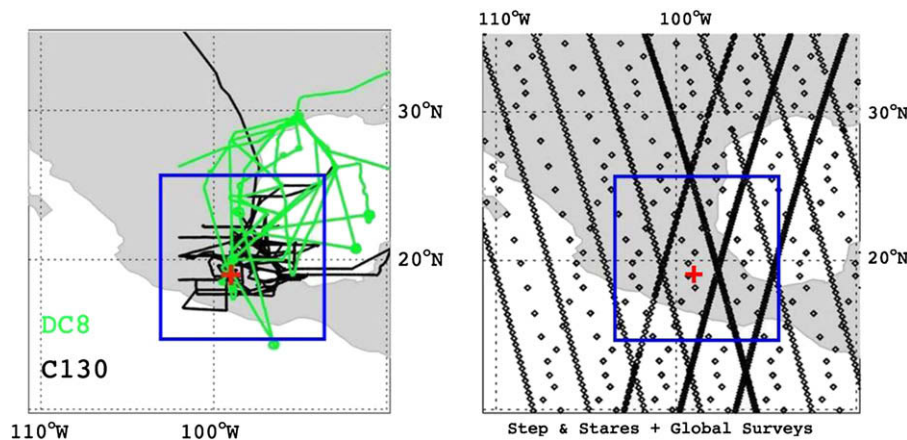 110°W 100°W
30°N 30°N
20°N 20°N
DC8
C130
110°W 100°W
Step & Stares + Global Surveys